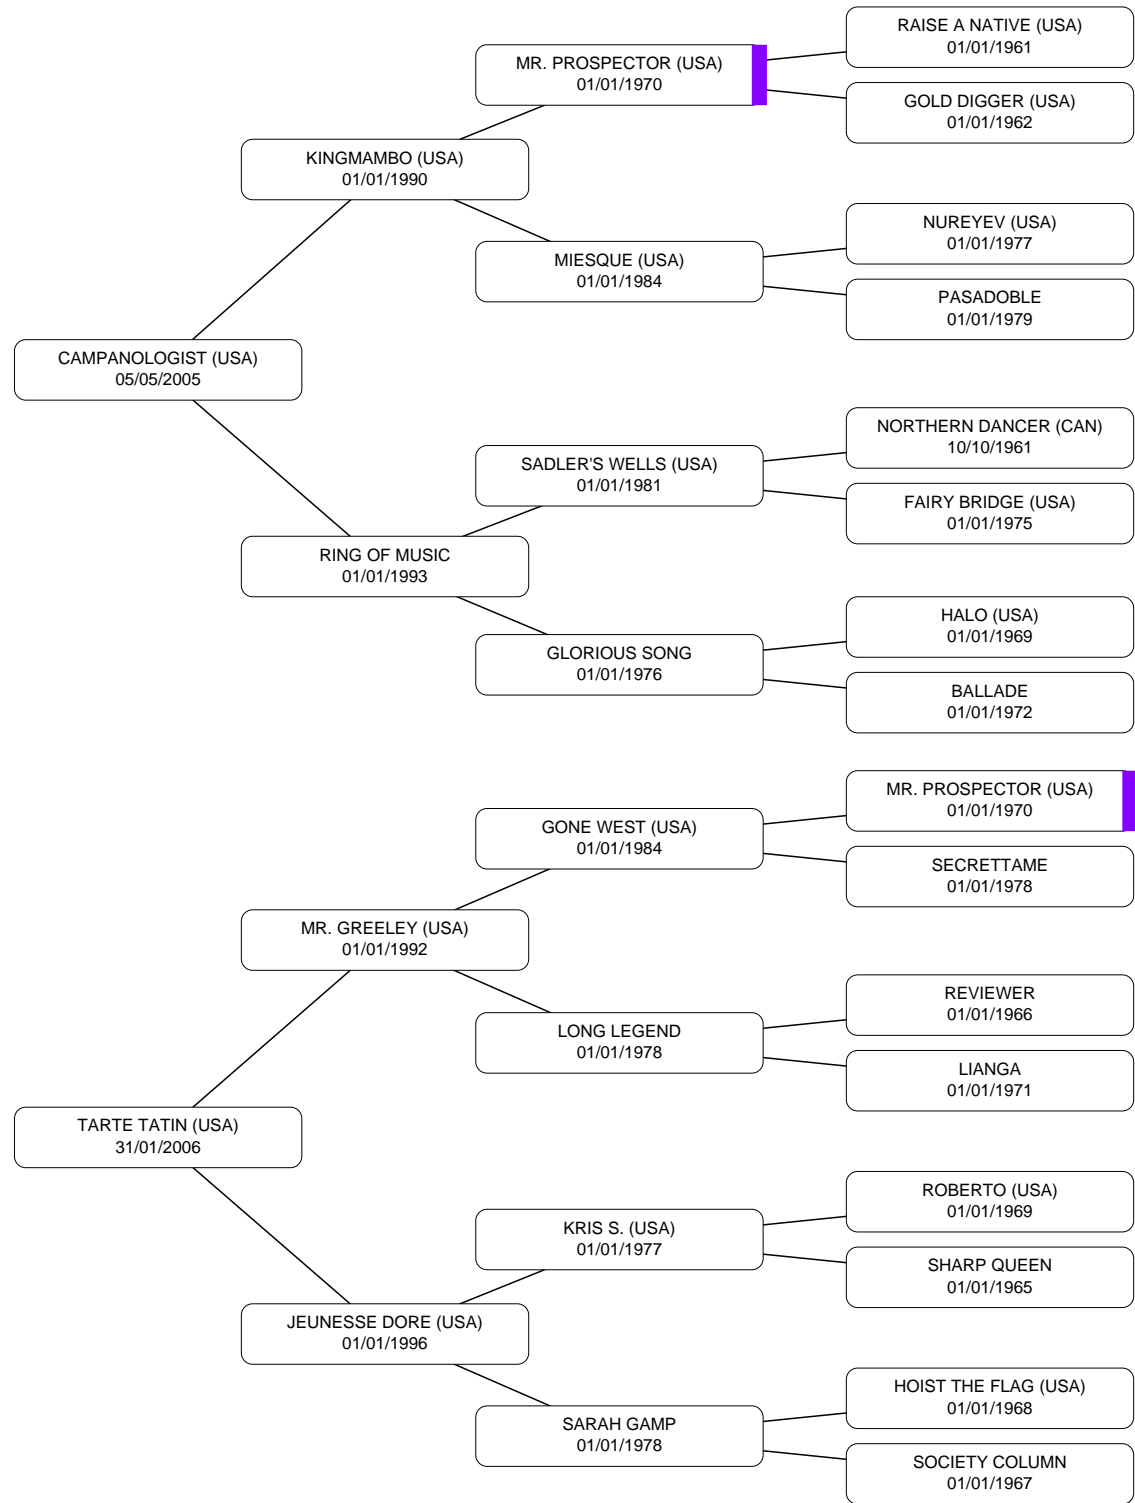 RAISE A NATIVE (USA)
01/01/1961
MR. PROSPECTOR (USA)
01/01/1970
GOLD DIGGER (USA)
01/01/1962
KINGMAMBO (USA)
01/01/1990
NUREYEV (USA)
01/01/1977
MIESQUE (USA)
01/01/1984
PASADOBLE
01/01/1979
CAMPANOLOGIST (USA)
05/05/2005
NORTHERN DANCER (CAN)
10/10/1961
SADLER'S WELLS (USA)
01/01/1981
FAIRY BRIDGE (USA)
01/01/1975
RING OF MUSIC
01/01/1993
HALO (USA)
01/01/1969
GLORIOUS SONG
01/01/1976
BALLADE
01/01/1972
MR. PROSPECTOR (USA)
01/01/1970
GONE WEST (USA)
01/01/1984
SECRETTAME
01/01/1978
MR. GREELEY (USA)
01/01/1992
REVIEWER
01/01/1966
LONG LEGEND
01/01/1978
LIANGA
01/01/1971
TARTE TATIN (USA)
31/01/2006
ROBERTO (USA)
01/01/1969
KRIS S. (USA)
01/01/1977
SHARP QUEEN
01/01/1965
JEUNESSE DORE (USA)
01/01/1996
HOIST THE FLAG (USA)
01/01/1968
SARAH GAMP
01/01/1978
SOCIETY COLUMN
01/01/1967